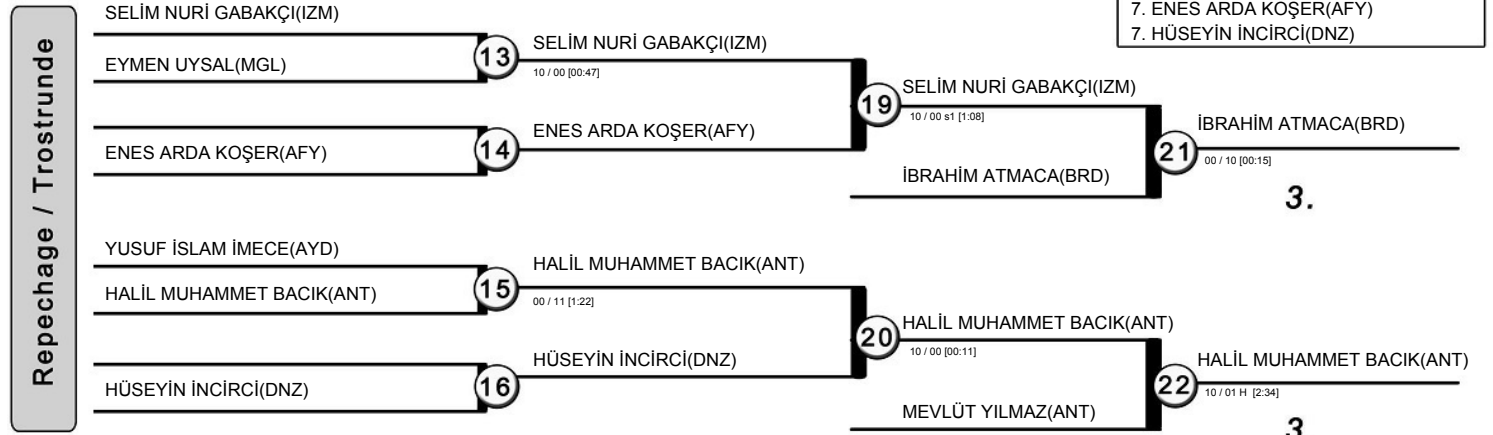 7. ENES ARDA KOŞER(AFY)
7. HÜSEYİN İNCİRCİ(DNZ)
Repechage / Trostrunde
SELİM NURİ GABAKÇI(IZM)
EYMEN UYSAL(MGL)
13
SELİM NURİ GABAKÇI(IZM)
10 / 00 [00:47]
ENES ARDA KOŞER(AFY)
14
ENES ARDA KOŞER(AFY)
19
SELİM NURİ GABAKÇI(IZM)
10 / 00 s1 [1:08]
İBRAHİM ATMACA(BRD)
21
İBRAHİM ATMACA(BRD)
00 / 10 [00:15]
3.
YUSUF İSLAM İMECE(AYD)
HALİL MUHAMMET BACIK(ANT)
15
HALİL MUHAMMET BACIK(ANT)
00 / 11 [1:22]
HÜSEYİN İNCİRCİ(DNZ)
16
HÜSEYİN İNCİRCİ(DNZ)
20
HALİL MUHAMMET BACIK(ANT)
10 / 00 [00:11]
MEVLÜT YILMAZ(ANT)
22
HALİL MUHAMMET BACIK(ANT)
10 / 01 H [2:34]
3